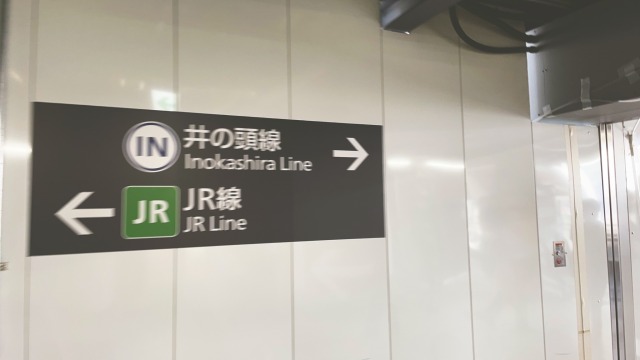 IN 井の頭線
Inokashira Line
JR JR線
JR Line